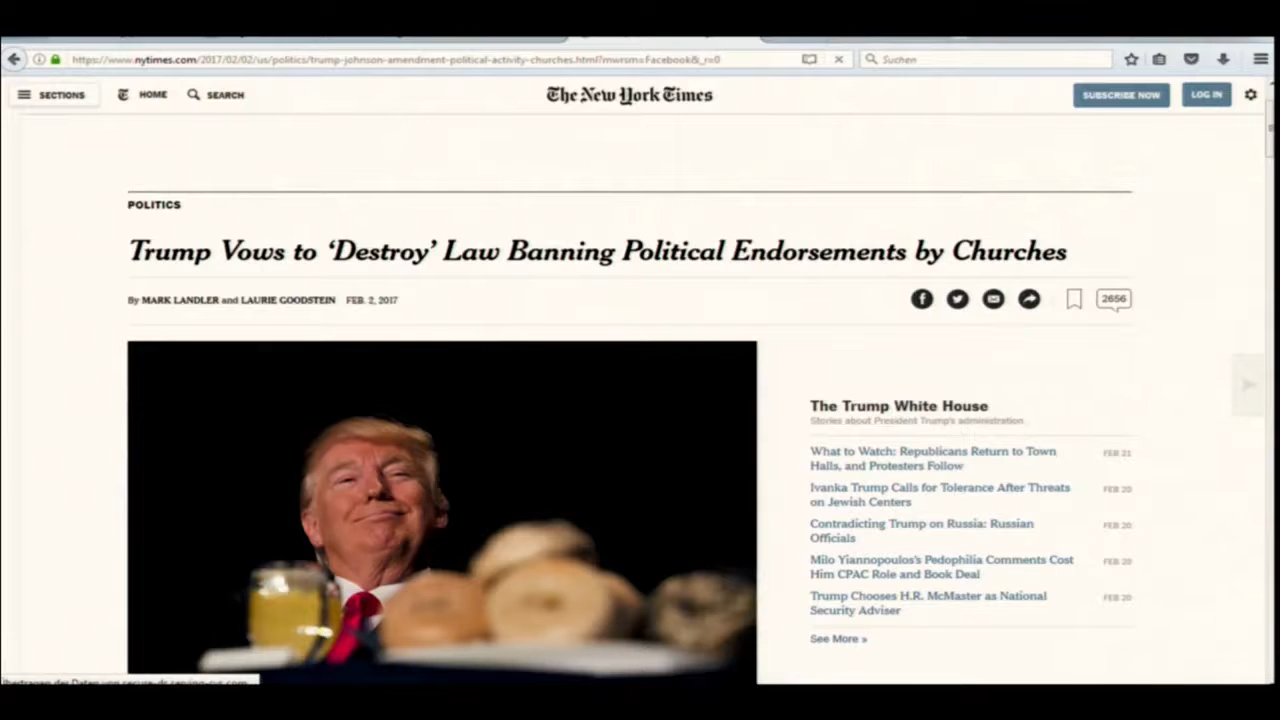 https://www.nytimes.com/2017/02/02/us/politics/trump-johnson-amendment-political-activity-churches.html?mwrsm=Facebook&_r=0
Suchen
SECTIONS
HOME
SEARCH
The New York Times
SUBSCRIBE NOW
LOG IN
POLITICS
Trump Vows to ‘Destroy’ Law Banning Political Endorsements by Churches
By MARK LANDLER and LAURIE GOODSTEIN FEB. 2, 2017
2656
The Trump White House
Stories about President Trump's administration.
What to Watch: Republicans Return to Town
Halls, and Protesters Follow
FEB 21
Ivanka Trump Calls for Tolerance After Threats
on Jewish Centers
FEB 20
Contradicting Trump on Russia: Russian
Officials
FEB 20
Milo Yiannopoulos's Pedophilia Comments Cost
Him CPAC Role and Book Deal
FEB 20
Trump Chooses H.R. McMaster as National
Security Adviser
FEB 20
See More »